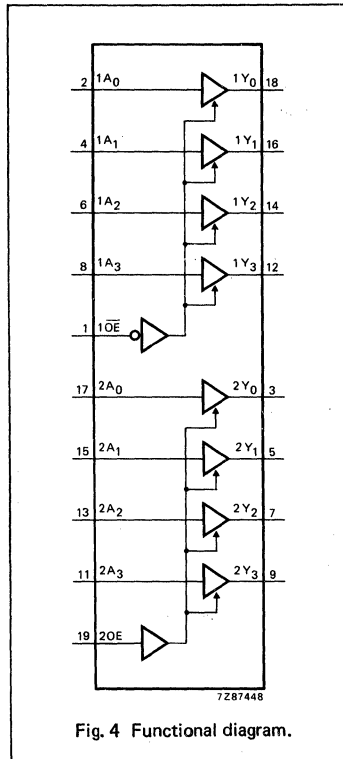 2 1A0 1Y0 18
4 1A1 1Y1 16
6 1A2 1Y2 14
8 1A3 1Y3 12
1 1O̅E̅
17 2A0 2Y0 3
15 2A1 2Y1 5
13 2A2 2Y2 7
11 2A3 2Y3 9
19 2OE
7Z87448
Fig. 4 Functional diagram.